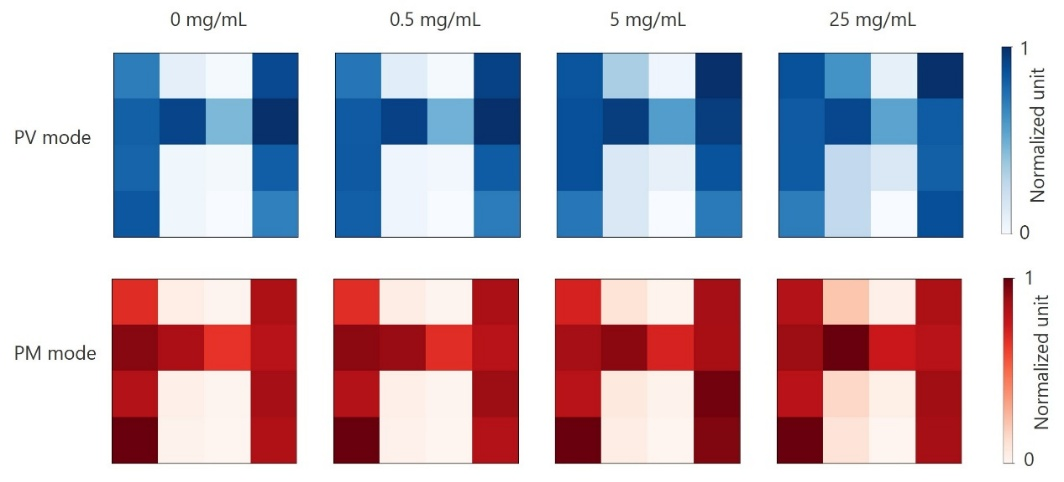 0 mg/mL 0.5 mg/mL 5 mg/mL 25 mg/mL
PV mode
1
Normalized unit
0
PM mode
1
Normalized unit
0